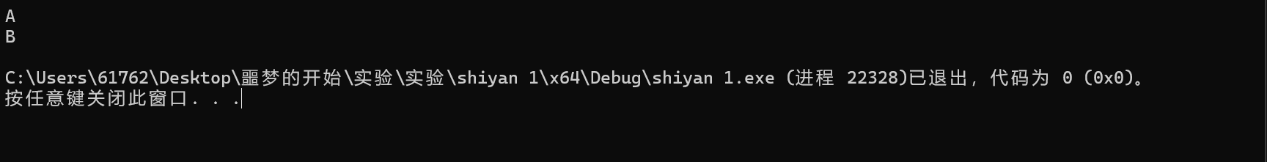 A
B
C:\Users\61762\Desktop\噩梦的开始\实验\实验\shiyan 1\x64\Debug\shiyan 1.exe (进程 22328)已退出，代码为 0 (0x0)。
按任意键关闭此窗口. . .